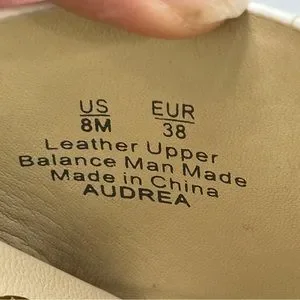 US EUR
8M 38
Leather Upper
Balance Man Made
Made in China
AUDREA